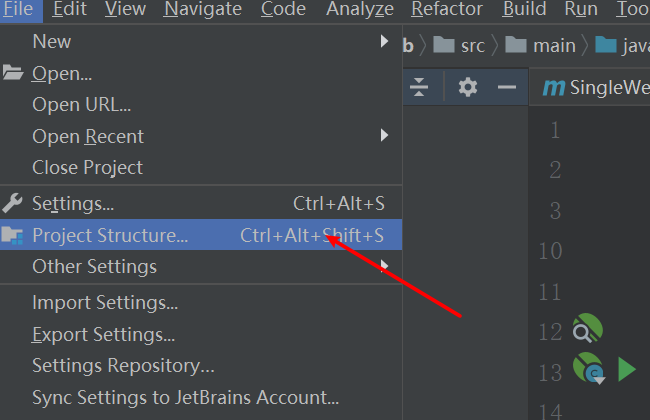 File Edit View Navigate Code Analyze Refactor Build Run Too
New
b src main java
Open...
SingleWe
Open URL...
Open Recent
Close Project
Settings... Ctrl+Alt+S
Project Structure... Ctrl+Alt+Shift+S
Other Settings
Import Settings...
Export Settings...
Settings Repository...
Sync Settings to JetBrains Account...
1
2
3
10
11
12
13